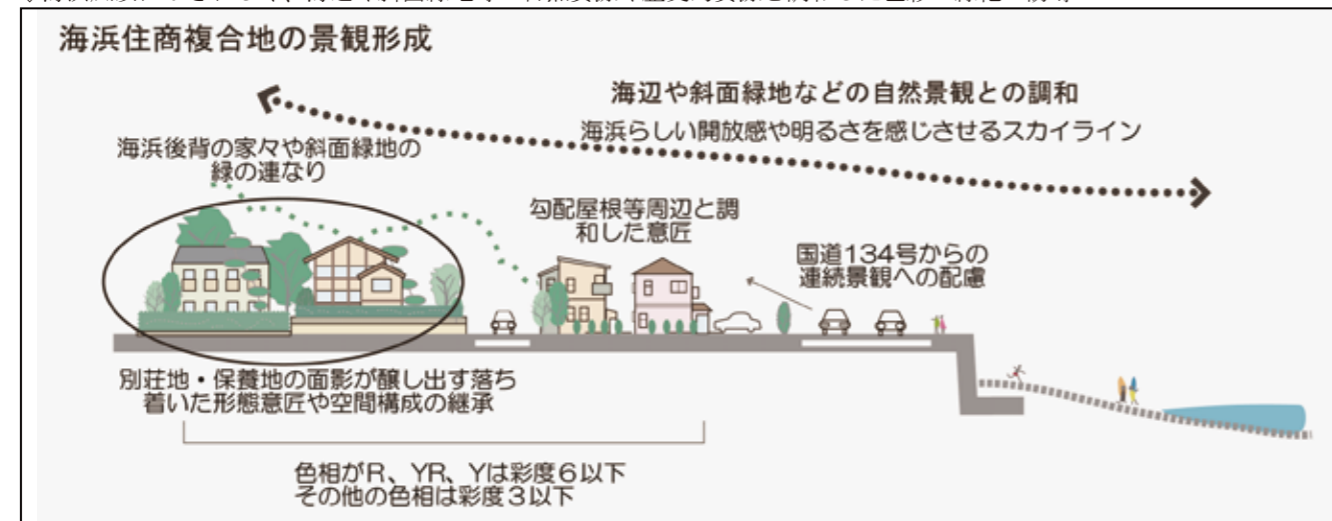 海浜住商複合地の景観形成
海辺や斜面緑地などの自然景観との調和
海浜らしい開放感や明るさを感じさせるスカイライン
海浜後背の家々や斜面緑地の
緑の連なり
勾配屋根等周辺と調
和した意匠
国道134号からの
連続景観への配慮
別荘地・保養地の面影が醸し出す落ち
着いた形態意匠や空間構成の継承
色相がR、YR、Yは彩度6以下
その他の色相は彩度3以下